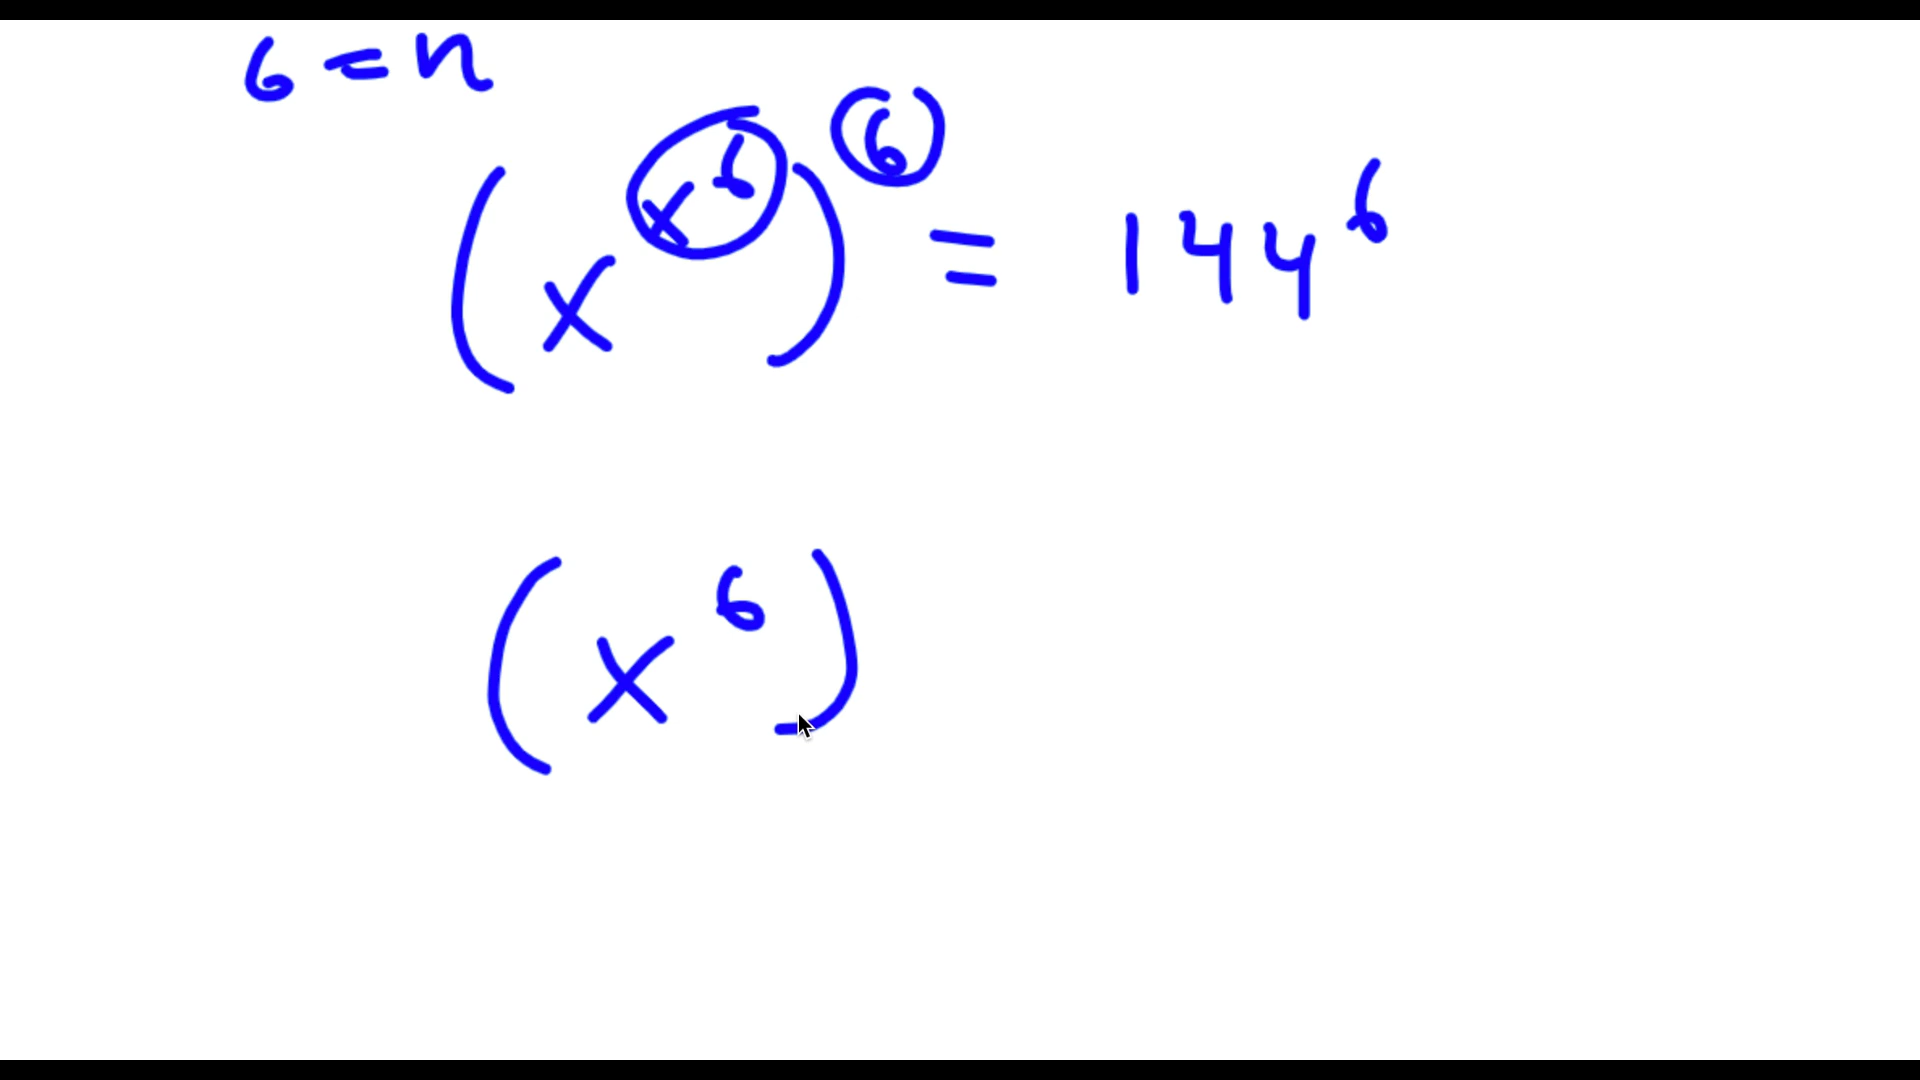 6 = n
(x^{x^6})^6 = 144^6
(x^6)